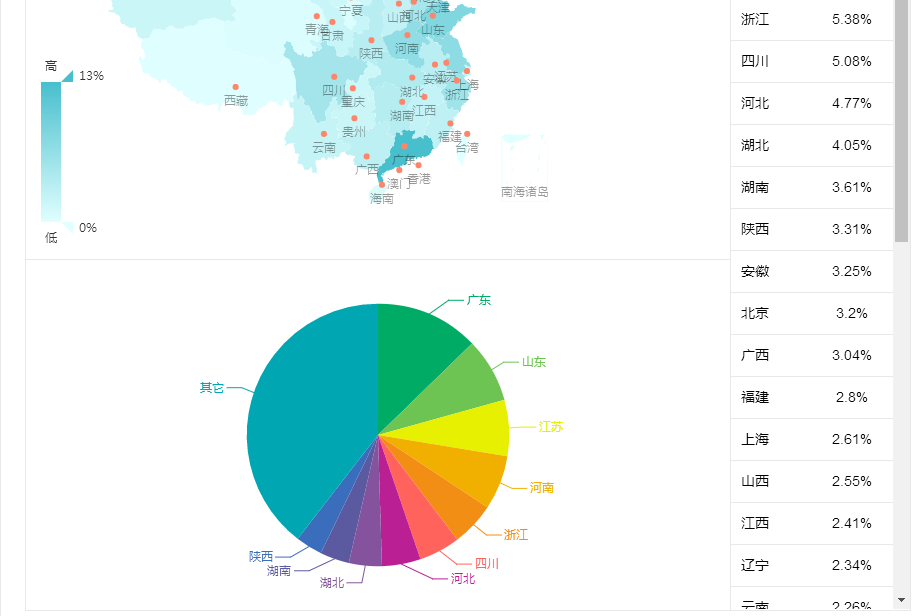 宁夏
天津
山西
河北
青海
甘肃
山东
河南
陕西
高
13%
安徽
江苏
上海
四川
重庆
湖北
浙江
西藏
湖南
江西
贵州
福建
云南
台湾
广东
广西
香港
澳门
南海诸岛
海南
0%
低
广东
山东
其它
江苏
河南
浙江
陕西
四川
湖南
河北
湖北
浙江 5.38%
四川 5.08%
河北 4.77%
湖北 4.05%
湖南 3.61%
陕西 3.31%
安徽 3.25%
北京 3.2%
广西 3.04%
福建 2.8%
上海 2.61%
山西 2.55%
江西 2.41%
辽宁 2.34%
云南 2.26%